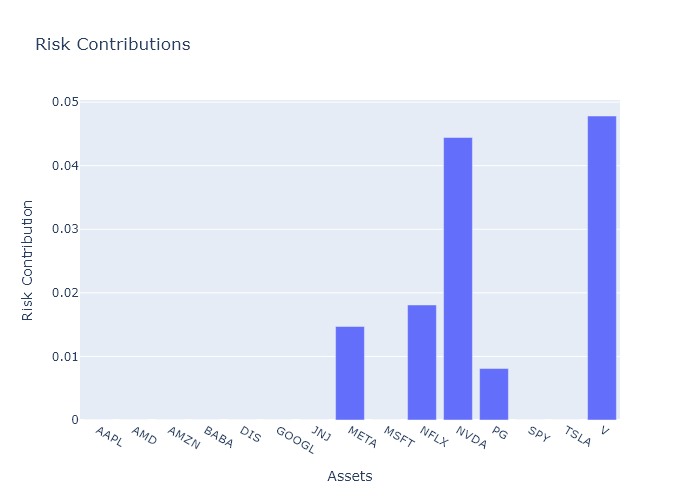 Risk Contributions
0.05
0.04
0.03
0.02
0.01
0
Risk Contribution
AAPL
AMD
AMZN
BABA
DIS
GOOGL
JNJ
META
MSFT
NFLX
NVDA
PG
SPY
TSLA
V
Assets